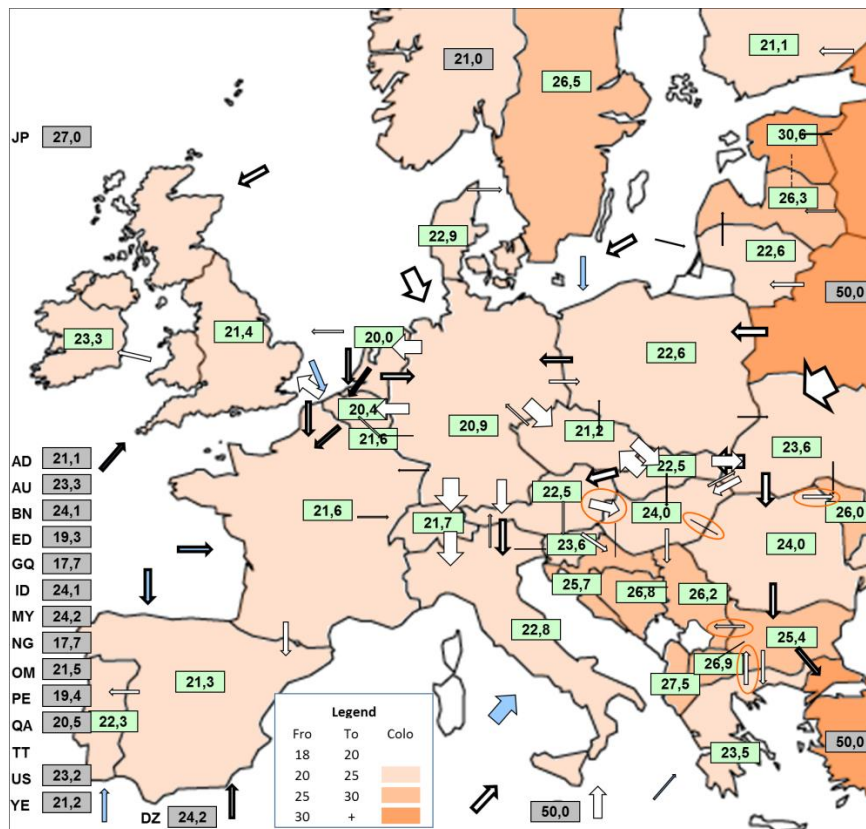 21,1
21,0
26,5
JP 27,0
30,6
26,3
22,9
22,6
50,0
23,3
21,4
20,0
22,6
20,4
20,9
21,2
21,6
23,6
22,5
AD 21,1
AU 23,3
22,5
BN 24,1
21,6
21,7
24,0
26,0
ED 19,3
23,6
24,0
GQ 17,7
25,7
26,8
26,2
ID 24,1
MY 24,2
22,8
25,4
NG 17,7
26,9
OM 21,5
21,3
27,5
PE 19,4
QA 20,5
22,3
50,0
23,5
TT
US 23,2
YE 21,2
DZ 24,2
50,0
Legend
Fro To Colo
18 20
20 25
25 30
30 +